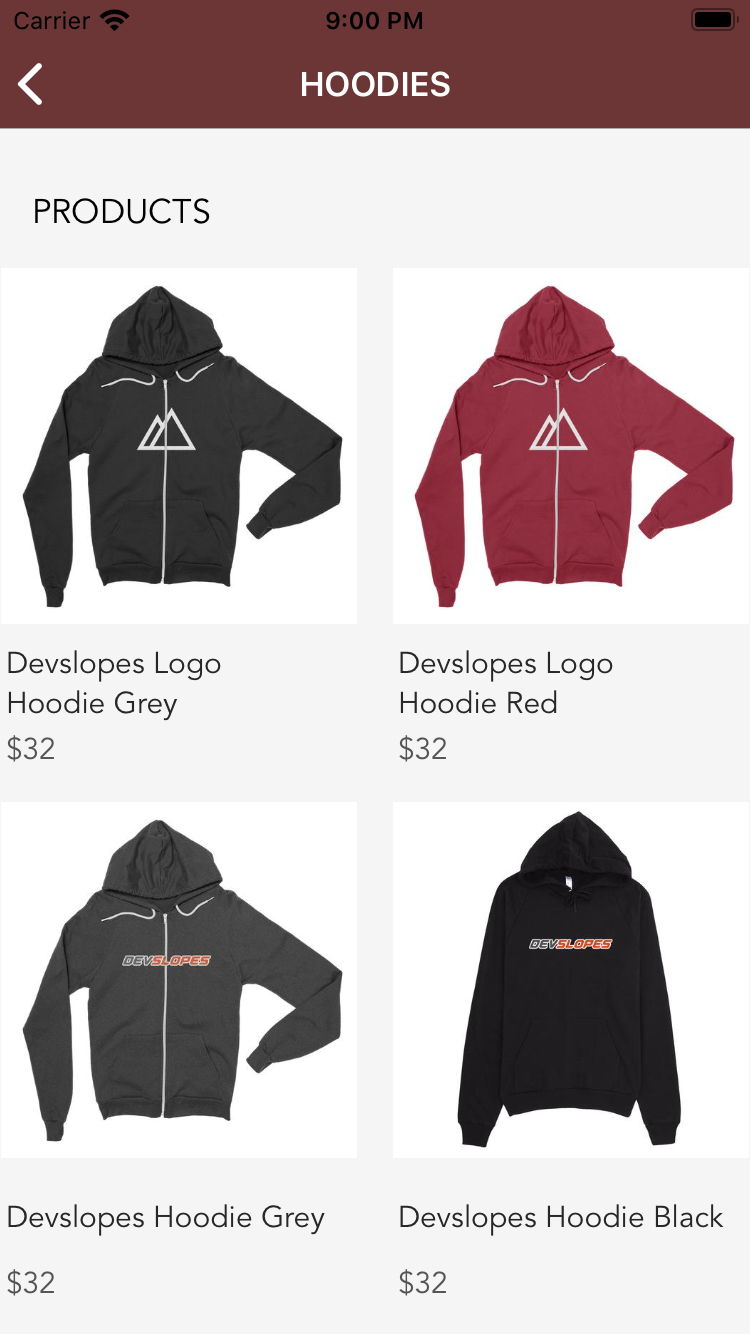 Carrier 9:00 PM
HOODIES
PRODUCTS
Devslopes Logo
Hoodie Grey
$32
Devslopes Logo
Hoodie Red
$32
DEVSLOPES
Devslopes Hoodie Grey
$32
DEVSLOPES
Devslopes Hoodie Black
$32